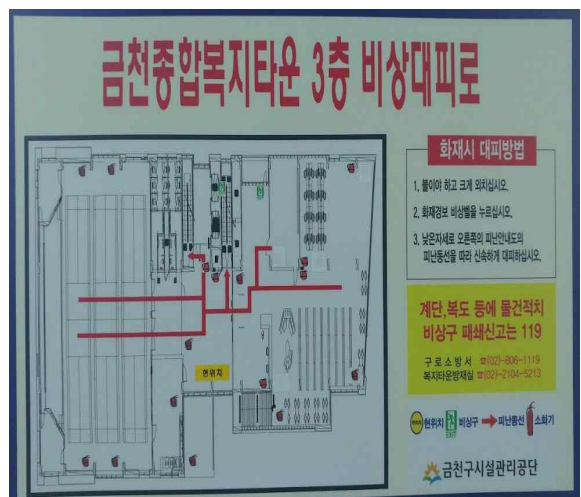 금천종합복지타운 3층 비상대피로
화재시 대피방법
1. 불이야 하고 크게 외치십시오.
2. 화재경보 비상벨을 누르십시오.
3. 낮은자세로 오른쪽의 피난안내도의
피난동선을 따라 신속하게 대피하십시오.
계단,복도 등에 물건적치
비상구 폐쇄신고는 119
구로소방서 ☎(02)-806-1119
복지타운방재실 ☎(02)-2104-5213
현위치
현위치 비상구 EXIT 피난동선 소화기
금천구시설관리공단